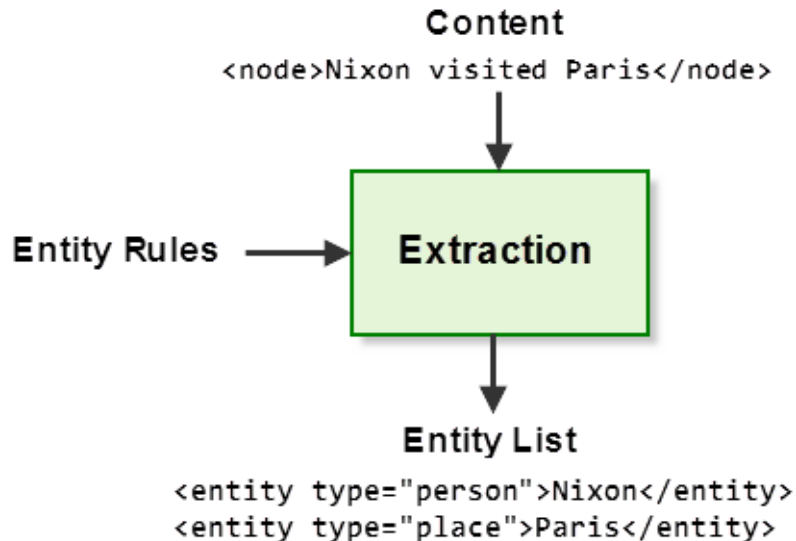 Content
<node>Nixon visited Paris</node>
Entity Rules
Extraction
Entity List
<entity type="person">Nixon</entity>
<entity type="place">Paris</entity>